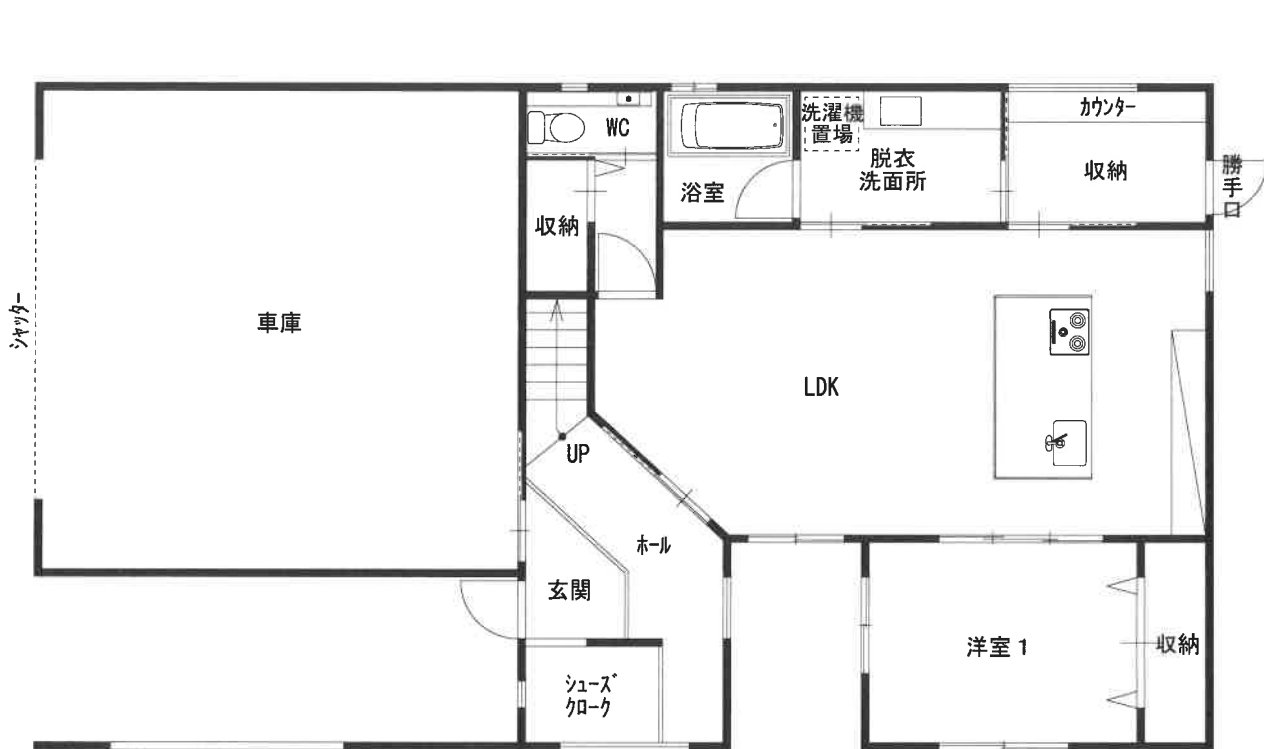 WC
洗濯機
置場
カウンター
脱衣
洗面所
収納
勝
手
口
浴室
収納
シャッター
車庫
LDK
UP
ホール
玄関
洋室1
収納
シューズ
クローク